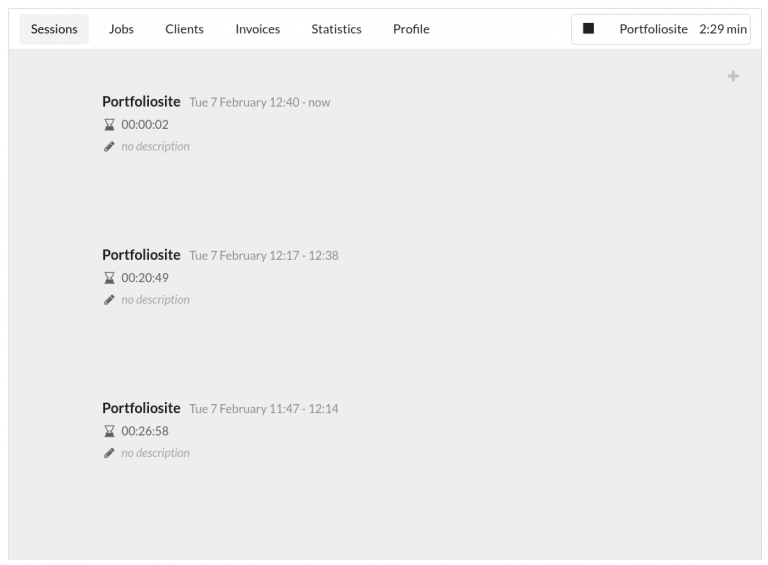 Sessions Jobs Clients Invoices Statistics Profile Portfoliosite 2:29 min
Portfoliosite Tue 7 February 12:40 - now
00:00:02
no description
Portfoliosite Tue 7 February 12:17 - 12:38
00:20:49
no description
Portfoliosite Tue 7 February 11:47 - 12:14
00:26:58
no description